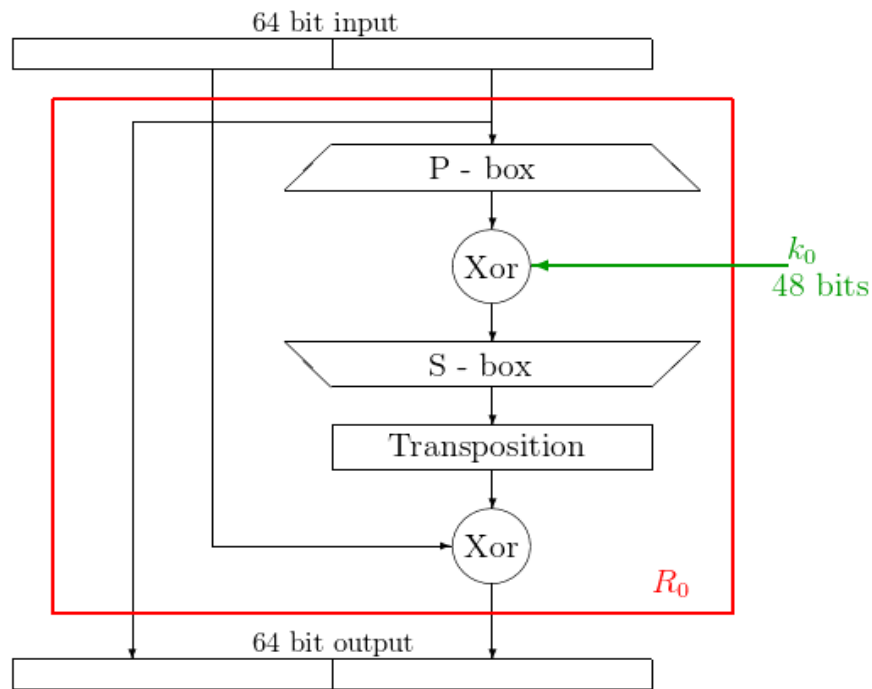 64 bit input
P - box
Xor
k₀
48 bits
S - box
Transposition
Xor
R₀
64 bit output